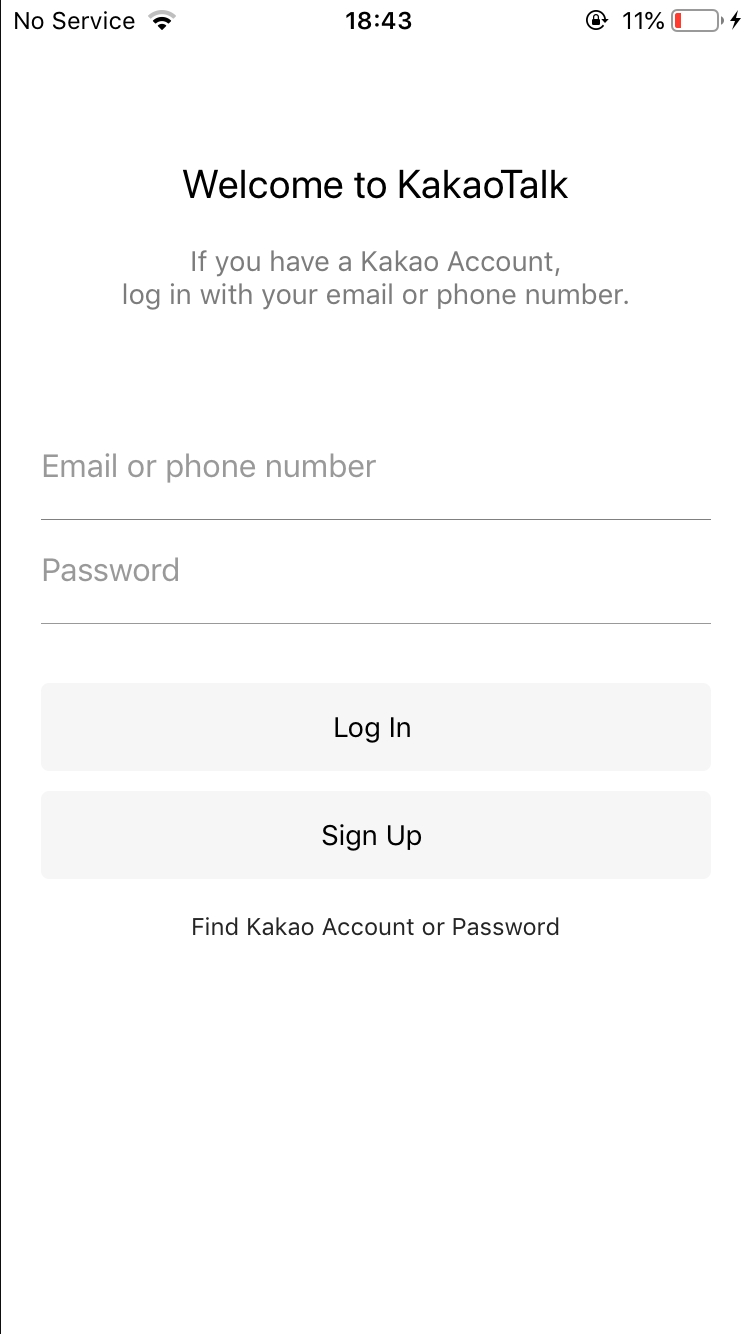 No Service 18:43 11%
Welcome to KakaoTalk
If you have a Kakao Account,
log in with your email or phone number.
Email or phone number
Password
Log In
Sign Up
Find Kakao Account or Password